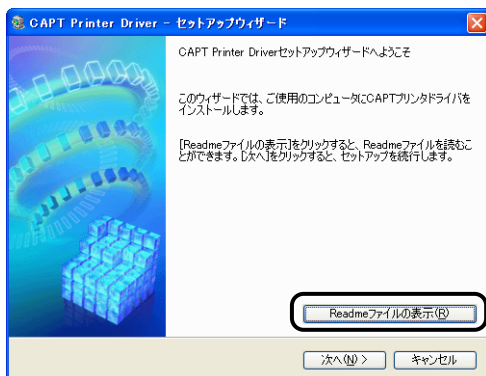 CAPT Printer Driver - セットアップウィザード
CAPT Printer Driverセットアップウィザードへようこそ
このウィザードでは、ご使用のコンピュータにCAPTプリンタドライバを
インストールします。
[Readmeファイルの表示]をクリックすると、Readmeファイルを読むこ
とができます。[次へ]をクリックすると、セットアップを続行します。
Readmeファイルの表示(R)
次へ(N) >
キャンセル